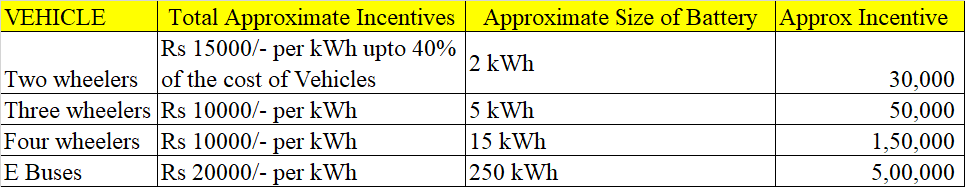 VEHICLE Total Approximate Incentives Approximate Size of Battery Approx Incentive
Two wheelers Rs 15000/- per kWh upto 40% of the cost of Vehicles 2 kWh 30,000
Three wheelers Rs 10000/- per kWh 5 kWh 50,000
Four wheelers Rs 10000/- per kWh 15 kWh 1,50,000
E Buses Rs 20000/- per kWh 250 kWh 5,00,000